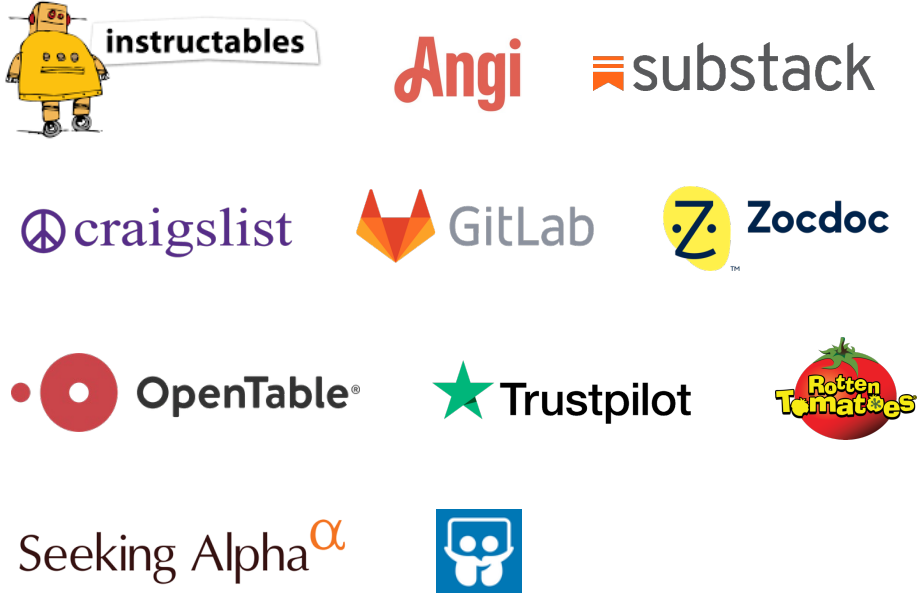 instructables
Angi
substack
craigslist
GitLab
Zocdoc
TM
OpenTable®
Trustpilot
Rotten
Tomatoes®
Seeking Alpha α